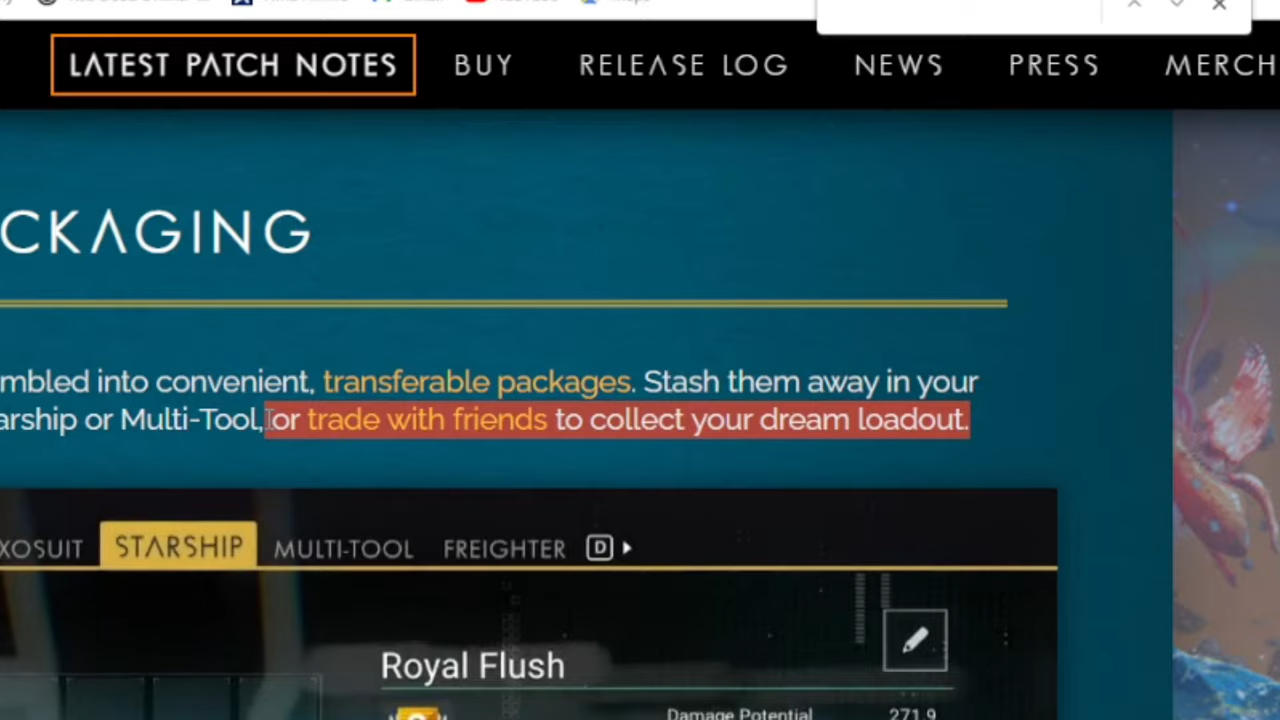 LATEST PATCH NOTES BUY RELEASE LOG NEWS PRESS MERCH
CKAGING
mbled into convenient, transferable packages. Stash them away in your
arship or Multi-Tool, or trade with friends to collect your dream loadout.
XOSUIT STARSHIP MULTI-TOOL FREIGHTER D
Royal Flush
Damage Potential 271.9